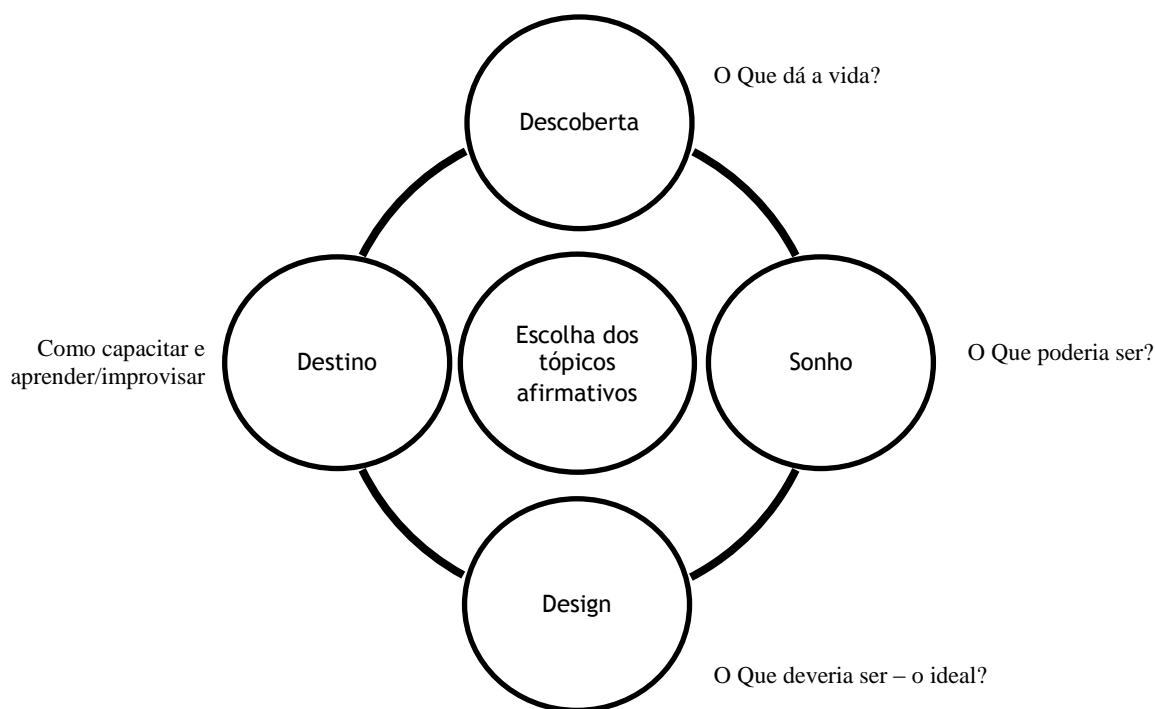 O Que dá a vida?
Descoberta
Como capacitar e
aprender/improvisar
Destino
Escolha dos
tópicos
afirmativos
Sonho
O Que poderia ser?
Design
O Que deveria ser – o ideal?